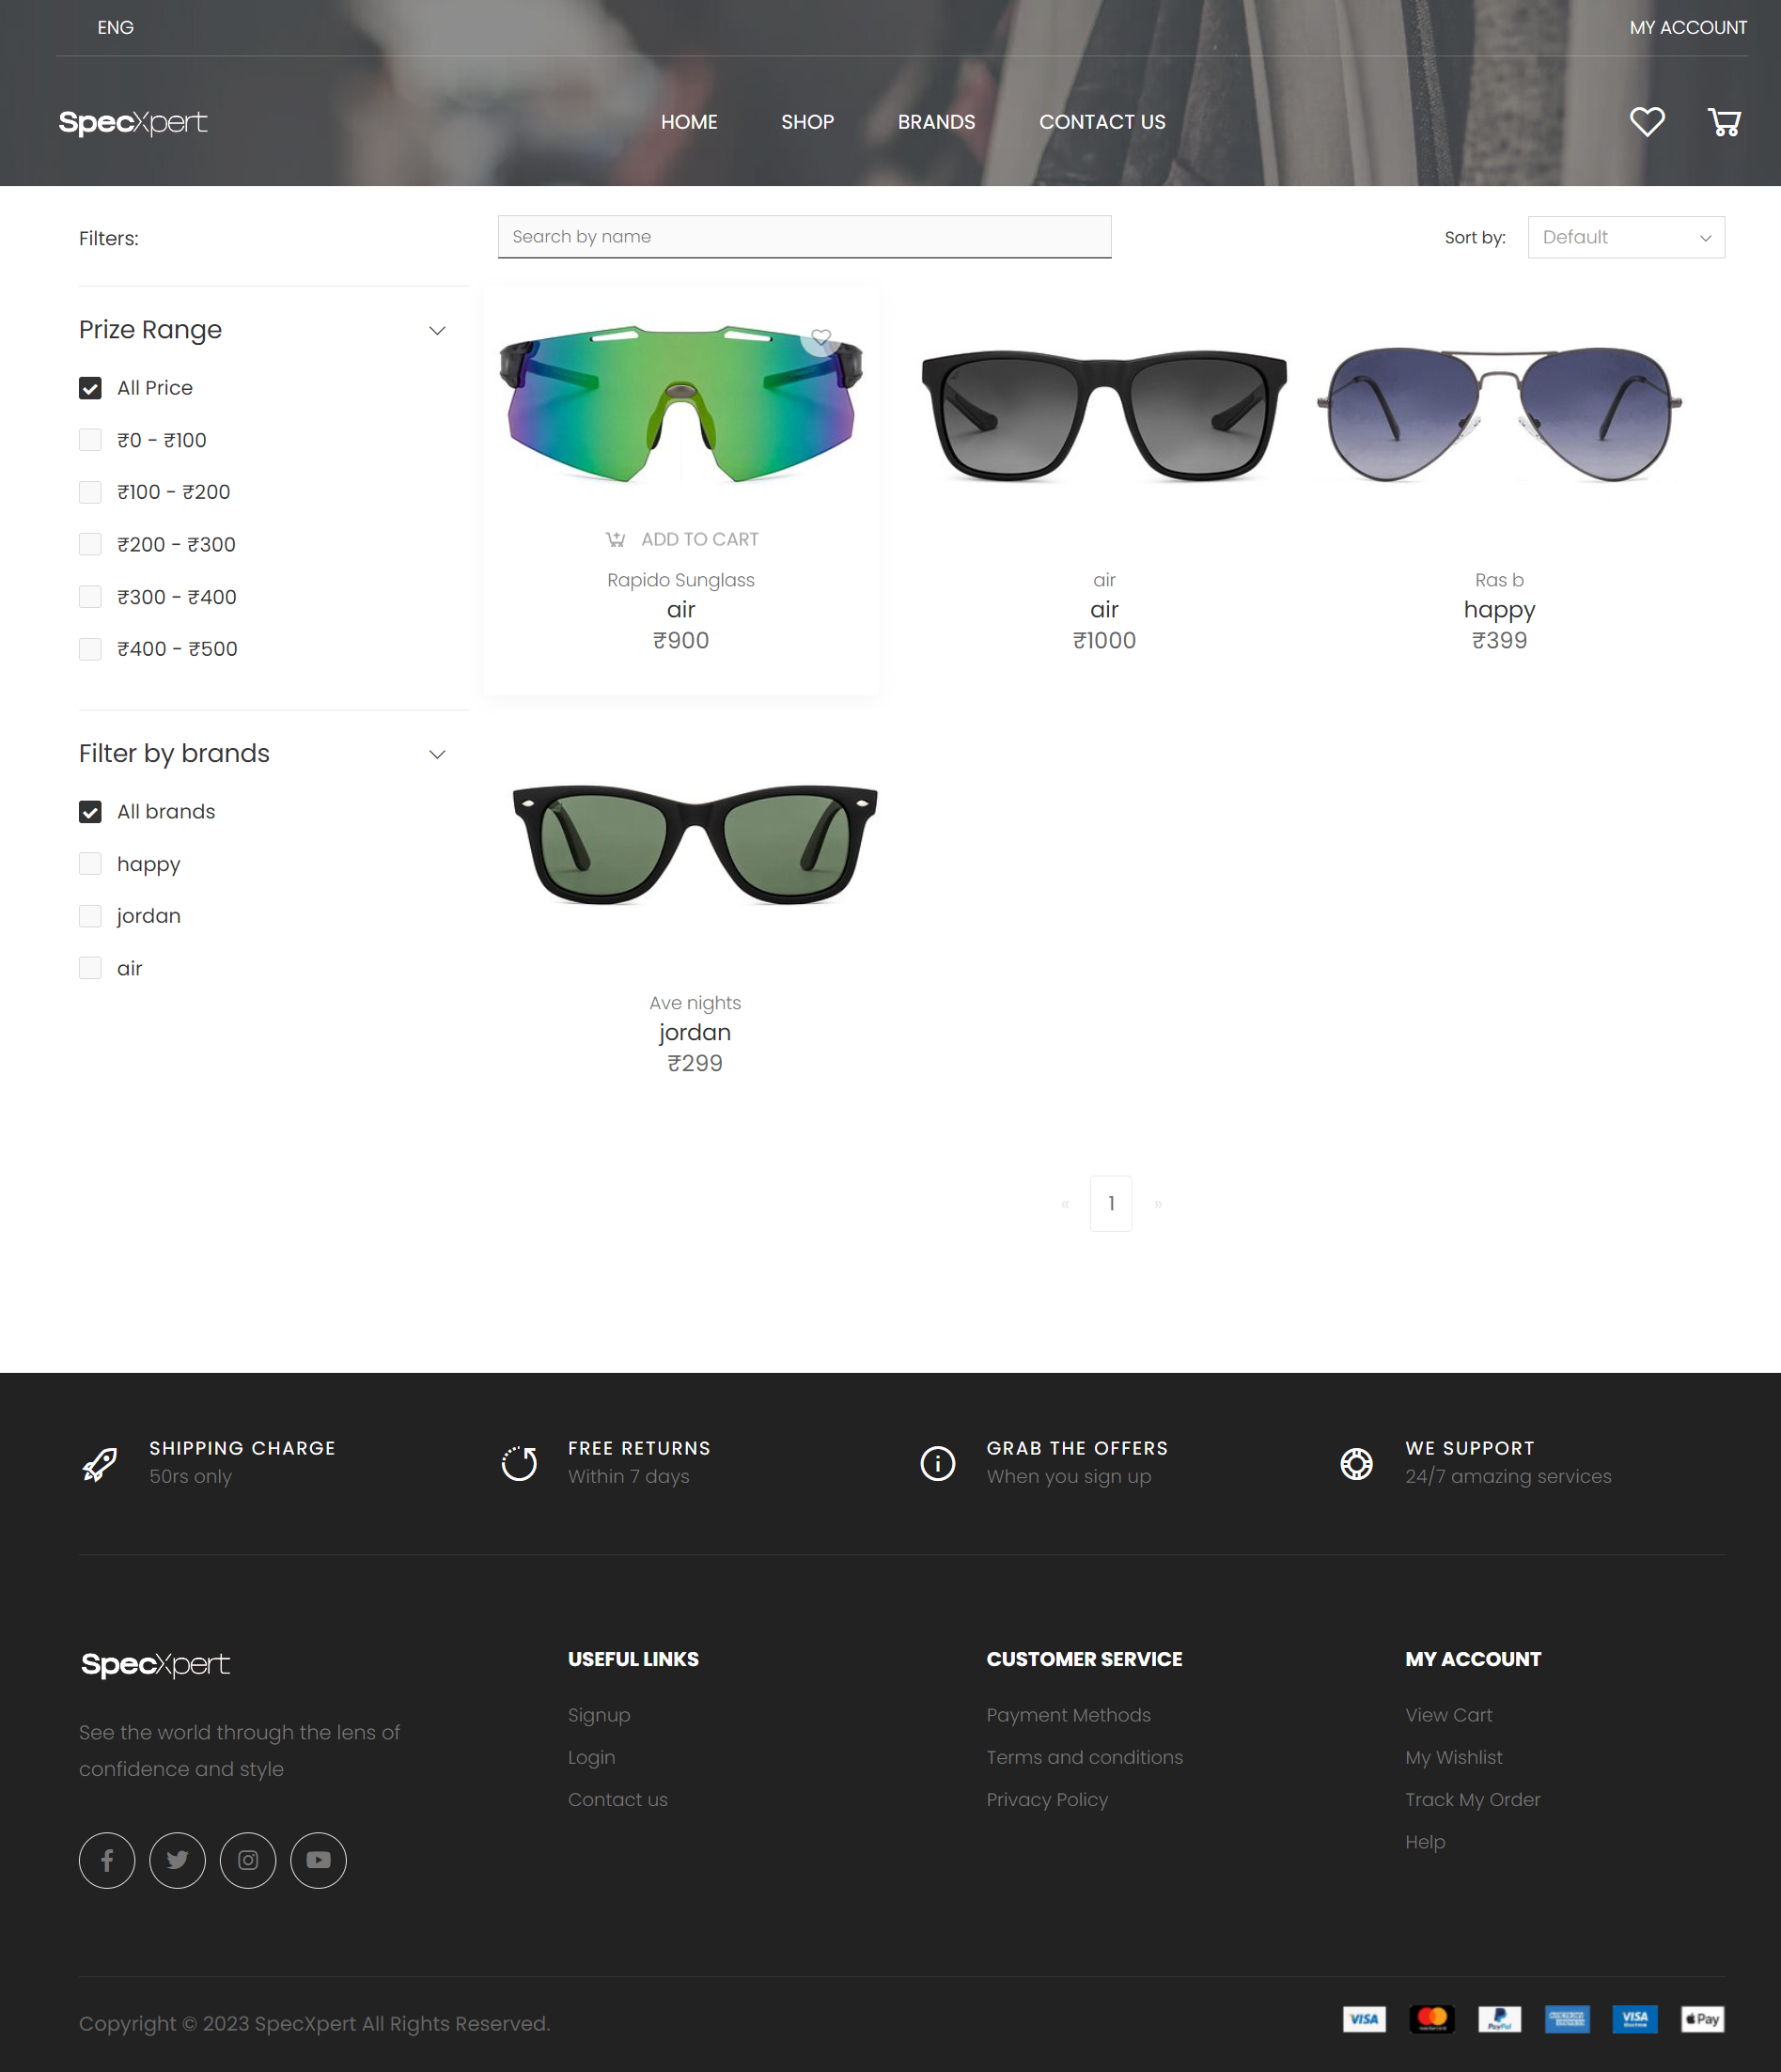 ENG
MY ACCOUNT
SpecXpert
HOME
SHOP
BRANDS
CONTACT US
Filters:
Search by name
Sort by:
Default
Prize Range
All Price
₹0 - ₹100
₹100 - ₹200
₹200 - ₹300
₹300 - ₹400
₹400 - ₹500
Filter by brands
All brands
happy
jordan
air
ADD TO CART
Rapido Sunglass
air
₹900
air
air
₹1000
Ras b
happy
₹399
Ave nights
jordan
₹299
« 1 »
SHIPPING CHARGE
50rs only
FREE RETURNS
Within 7 days
GRAB THE OFFERS
When you sign up
WE SUPPORT
24/7 amazing services
SpecXpert
See the world through the lens of
confidence and style
USEFUL LINKS
Signup
Login
Contact us
CUSTOMER SERVICE
Payment Methods
Terms and conditions
Privacy Policy
MY ACCOUNT
View Cart
My Wishlist
Track My Order
Help
Copyright © 2023 SpecXpert All Rights Reserved.
VISA
PayPal
VISA
Pay